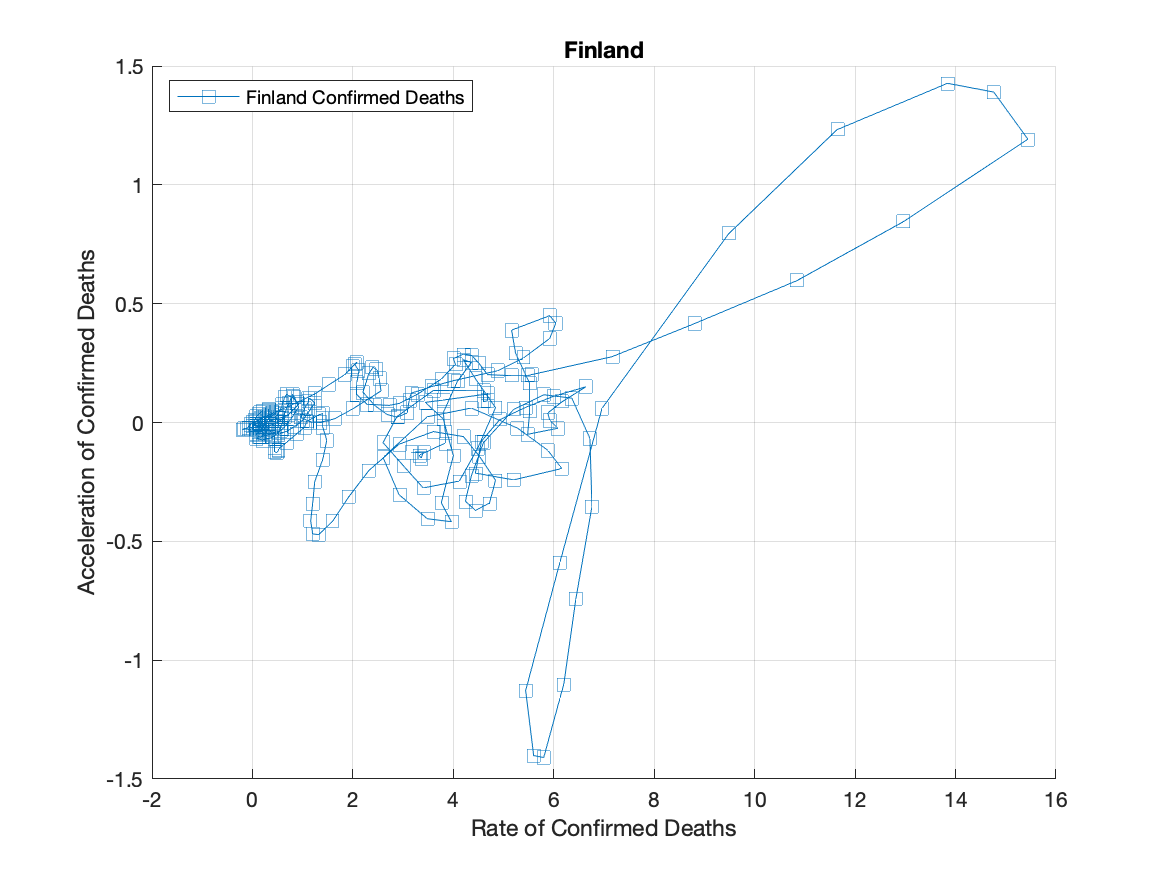 Finland
Finland Confirmed Deaths
1.5
1
0.5
0
-0.5
-1
-1.5
Acceleration of Confirmed Deaths
-2 0 2 4 6 8 10 12 14 16
Rate of Confirmed Deaths